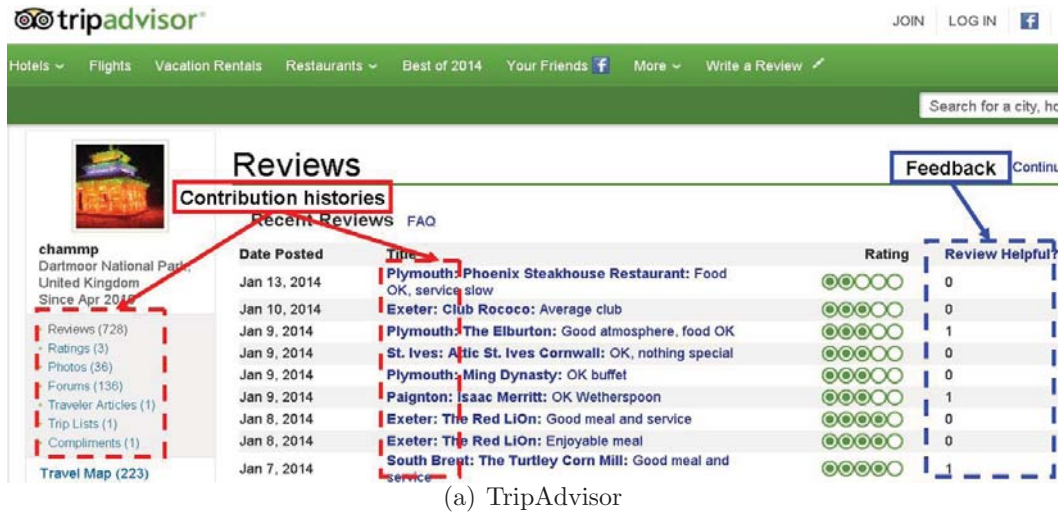 tripadvisor
JOIN LOG IN f
Hotels Flights Vacation Rentals Restaurants Best of 2014 Your Friends f More Write a Review
Search for a city, ho
Reviews
Feedback Continu
Contribution histories
Recent Reviews FAQ
chammp
Dartmoor National Park,
United Kingdom
Since Apr
Reviews (728)
Ratings (3)
Photos (36)
Forums (136)
Traveler Articles (1)
Trip Lists (1)
Compliments (1)
Travel Map (223)
Date Posted Title Rating Review Helpful?
Jan 13, 2014 Plymouth: Phoenix Steakhouse Restaurant: Food
OK, service slow 0
Jan 10, 2014 Exeter: Club Rococo: Average club 0
Jan 9, 2014 Plymouth: The Elburton: Good atmosphere, food OK 1
Jan 9, 2014 St. Ives: Attic St. Ives Cornwall: OK, nothing special 0
Jan 9, 2014 Plymouth: Ming Dynasty: OK buffet 0
Jan 9, 2014 Paignton: Isaac Merritt: OK Wetherspoon 1
Jan 8, 2014 Exeter: The Red LiOn: Good meal and service 0
Jan 8, 2014 Exeter: The Red LiOn: Enjoyable meal 0
Jan 7, 2014 South Brent: The Turtley Corn Mill: Good meal and
service 1
(a) TripAdvisor